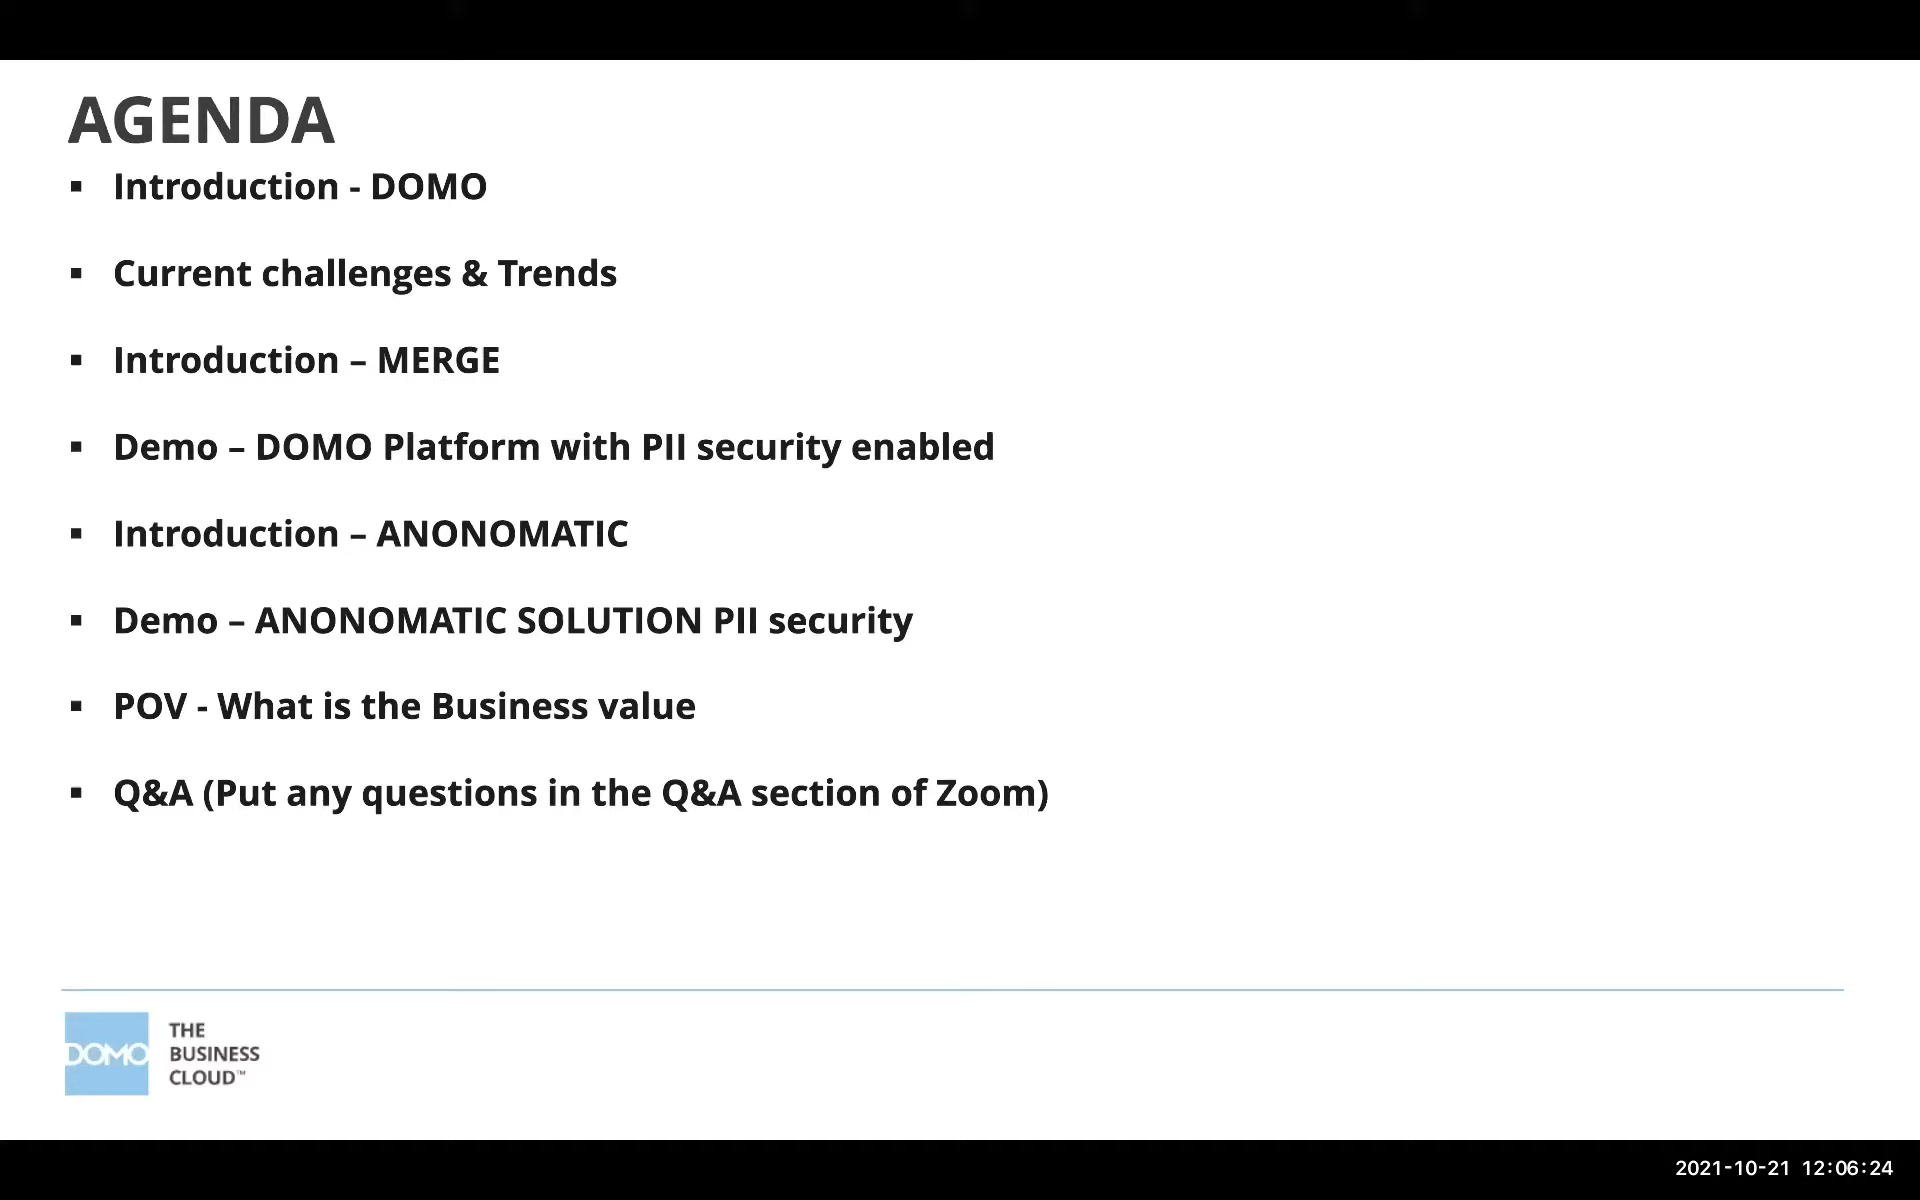 AGENDA
▪ Introduction - DOMO
▪ Current challenges & Trends
▪ Introduction – MERGE
▪ Demo – DOMO Platform with PII security enabled
▪ Introduction – ANONOMATIC
▪ Demo – ANONOMATIC SOLUTION PII security
▪ POV - What is the Business value
▪ Q&A (Put any questions in the Q&A section of Zoom)
DOMO
THE
BUSINESS
CLOUD™
2021-10-21 12:06:24